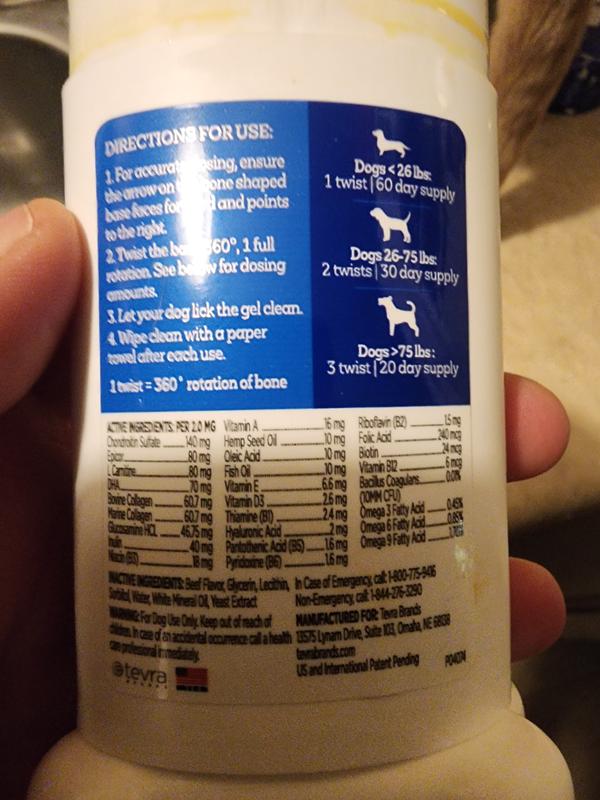 DIRECTIONS FOR USE:
1. For accurate dosing, ensure
the arrow on bone shaped
base faces and points
to the right.
2. Twist the 360°, 1 full
rotation. See below for dosing
amounts.
3. Let your dog lick the gel clean.
4. Wipe clean with a paper
towel after each use.
1 twist = 360° rotation of bone
Dogs < 26 lbs:
1 twist | 60 day supply
Dogs 26-75 lbs:
2 twists | 30 day supply
Dogs >75 lbs:
3 twist | 20 day supply
ACTIVE INGREDIENTS: PER 2.0 MG
Chondroitin Sulfate 140 mg
Epicor 80 mg
L Carnitine 80 mg
DHA 70 mg
Bovine Collagen 60.7 mg
Marine Collagen 60.7 mg
Glucosamine HCL 46.75 mg
Inulin 40 mg
Niacin (B3) 18 mg
Vitamin A 16 mg
Hemp Seed Oil 10 mg
Oleic Acid 10 mg
Fish Oil 10 mg
Vitamin E 6.6 mg
Vitamin D3 2.6 mg
Thiamine (B1) 2.4 mg
Hyaluronic Acid 2 mg
Pantothenic Acid (B5) 1.6 mg
Pyridoxine (B6) 1.6 mg
Riboflavin (B2) 1.5 mg
Folic Acid 240 mcg
Biotin 24 mcg
Vitamin B12 6 mcg
Bacillus Coagulans
(10MM CFU)
Omega 3 Fatty Acid 0.45%
Omega 6 Fatty Acid 0.85%
Omega 9 Fatty Acid
INACTIVE INGREDIENTS: Beef Flavor, Glycerin, Lecithin,
Sorbitol, Water, White Mineral Oil, Yeast Extract
WARNING: For Dog Use Only. Keep out of reach of
children. In case of an accidental occurrence call a health
care professional immediately.
In Case of Emergency, call: 1-800-775-9416
Non-Emergency, call: 1-844-276-3290
MANUFACTURED FOR: Tevra Brands
13575 Lynam Drive, Suite 103, Omaha, NE 68138
tevrabrands.com
US and International Patent Pending
P04074
tevra
BRANDS